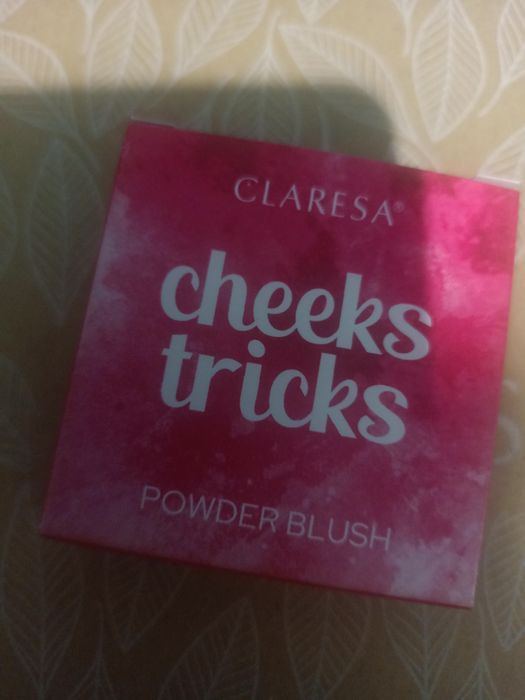 CLARESA®
cheeks
tricks
POWDER BLUSH